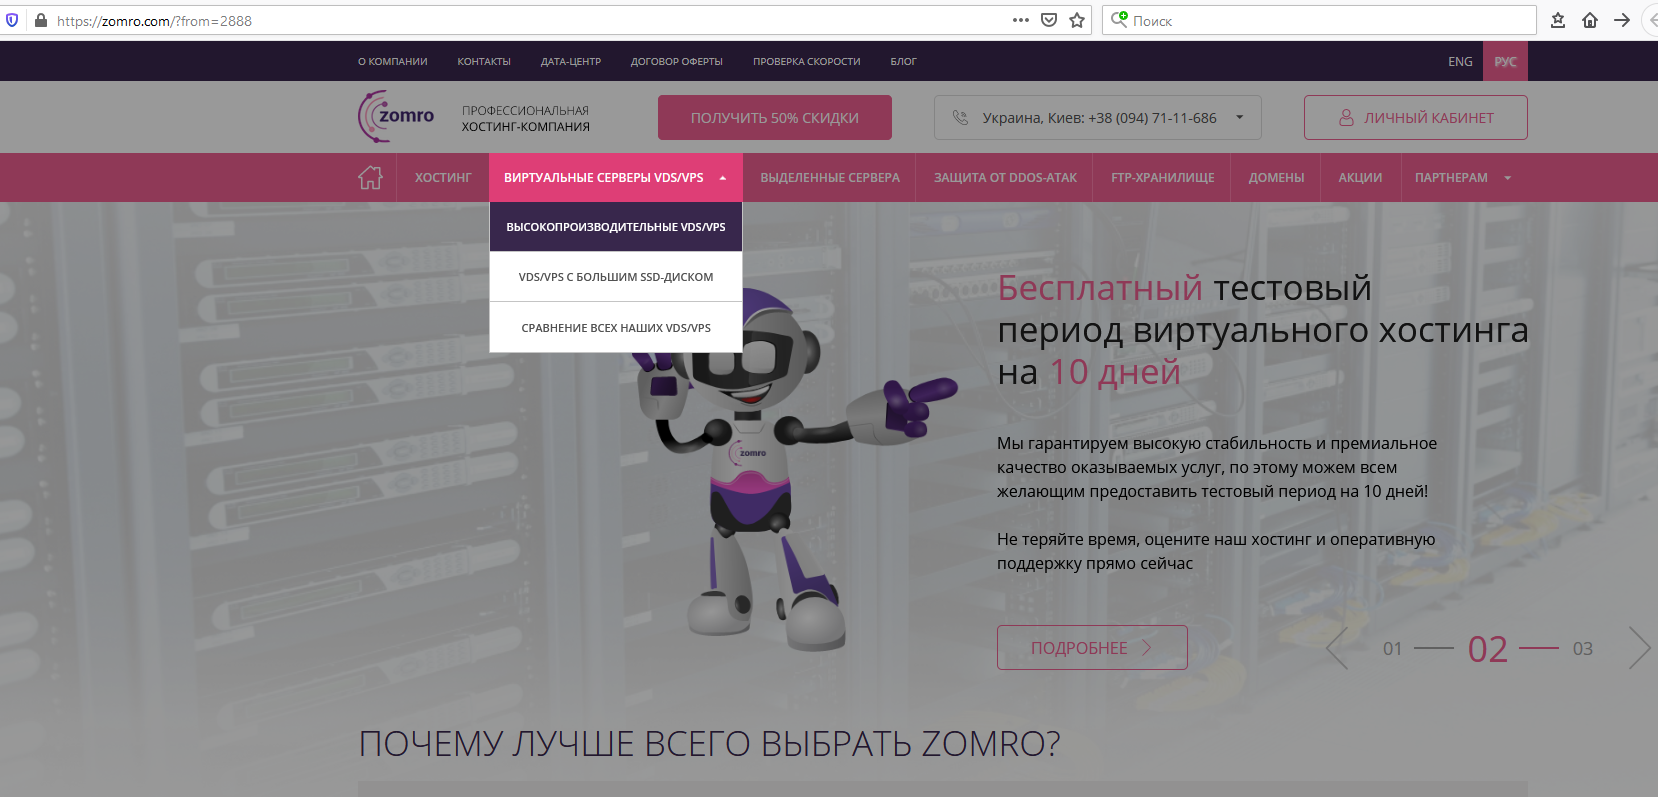 https://zomro.com/?from=2888
Поиск
О КОМПАНИИ КОНТАКТЫ ДАТА-ЦЕНТР ДОГОВОР ОФЕРТЫ ПРОВЕРКА СКОРОСТИ БЛОГ ENG РУС
zomro
ПРОФЕССИОНАЛЬНАЯ
ХОСТИНГ-КОМПАНИЯ
ПОЛУЧИТЬ 50% СКИДКИ
Украина, Киев: +38 (094) 71-11-686
ЛИЧНЫЙ КАБИНЕТ
ХОСТИНГ ВИРТУАЛЬНЫЕ СЕРВЕРЫ VDS/VPS ВЫДЕЛЕННЫЕ СЕРВЕРА ЗАЩИТА ОТ DDOS-АТАК FTP-ХРАНИЛИЩЕ ДОМЕНЫ АКЦИИ ПАРТНЕРАМ
ВЫСОКОПРОИЗВОДИТЕЛЬНЫЕ VDS/VPS
VDS/VPS С БОЛЬШИМ SSD-ДИСКОМ
СРАВНЕНИЕ ВСЕХ НАШИХ VDS/VPS
zomro
Бесплатный тестовый
период виртуального хостинга
на 10 дней
Мы гарантируем высокую стабильность и премиальное
качество оказываемых услуг, по этому можем всем
желающим предоставить тестовый период на 10 дней!
Не теряйте время, оцените наш хостинг и оперативную
поддержку прямо сейчас
ПОДРОБНЕЕ
01 02 03
ПОЧЕМУ ЛУЧШЕ ВСЕГО ВЫБРАТЬ ZOMRO?